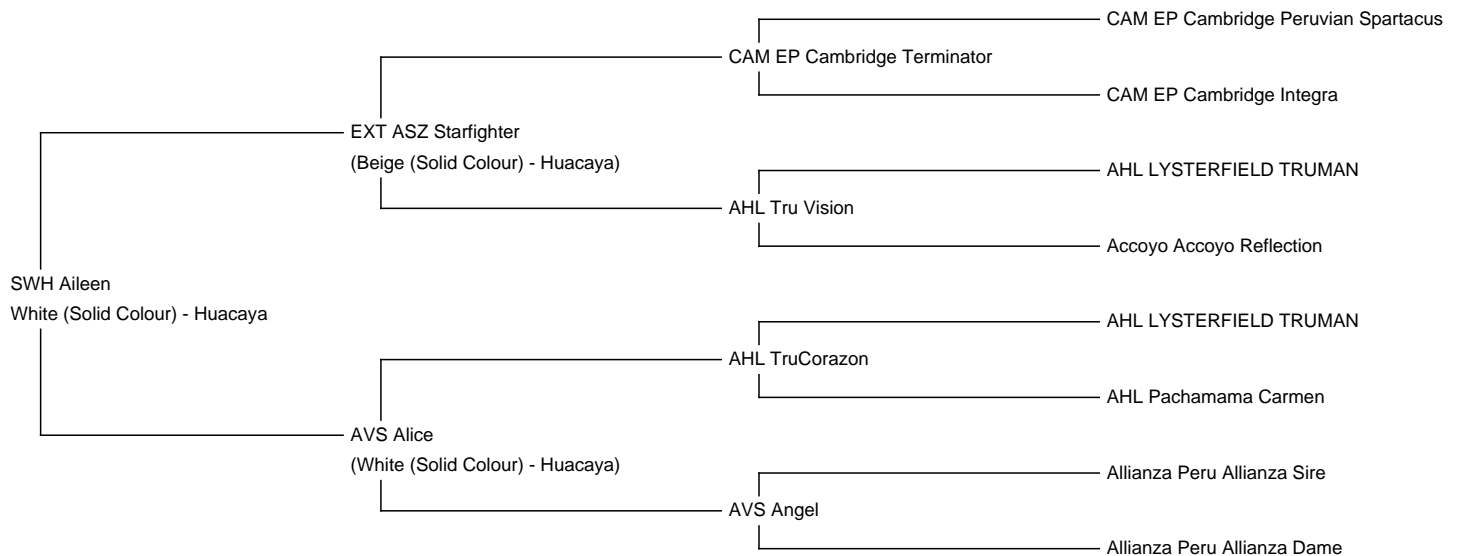 CAM EP Cambridge Peruvian Spartacus
CAM EP Cambridge Terminator
CAM EP Cambridge Integra
EXT ASZ Starfighter
(Beige (Solid Colour) - Huacaya)
AHL LYSTERFIELD TRUMAN
AHL Tru Vision
Accoyo Accoyo Reflection
SWH Aileen
White (Solid Colour) - Huacaya
AHL LYSTERFIELD TRUMAN
AHL TruCorazon
AHL Pachamama Carmen
AVS Alice
(White (Solid Colour) - Huacaya)
Allianza Peru Allianza Sire
AVS Angel
Allianza Peru Allianza Dame